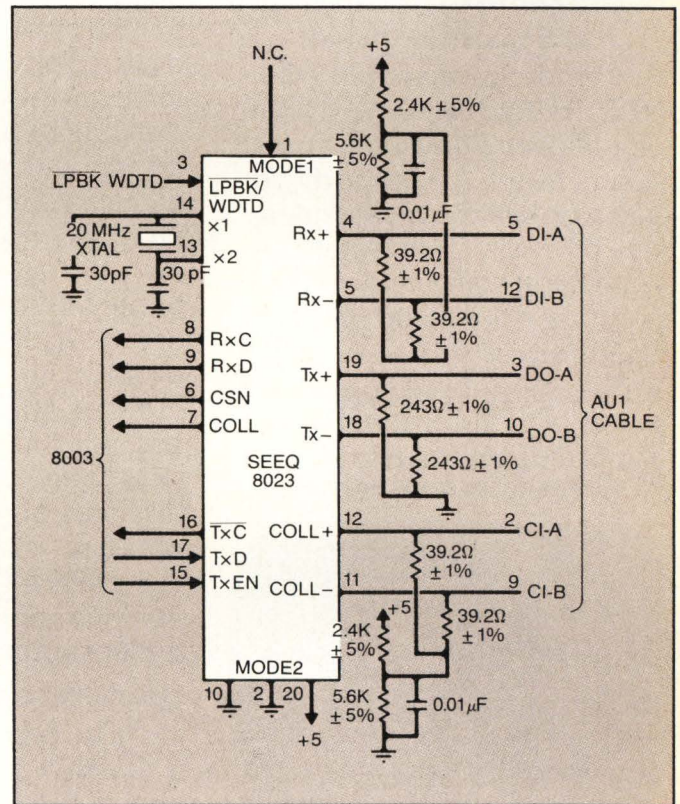 N.C.
+5
2.4K ± 5%
5.6K
± 5%
0.01 µF
1
MODE1
3
LPBK WDTD
LPBK/
WDTD
14
×1
20 MHz
XTAL
13
×2
30pF
30 pF
Rx+
4
5
DI-A
39.2Ω
± 1%
Rx−
5
12
DI-B
39.2Ω
± 1%
8
R×C
9
R×D
6
CSN
7
COLL
8003
Tx+
19
3
DO-A
243Ω ± 1%
Tx−
18
10
DO-B
243Ω ± 1%
AU1
CABLE
SEEQ
8023
16
T×C
17
T×D
15
T×EN
COLL+
12
2
CI-A
39.2Ω
± 1%
COLL−
11
9
CI-B
39.2Ω
± 1%
+5
2.4K
± 5%
5.6K
± 5%
0.01 µF
MODE2
10
2
20
+5